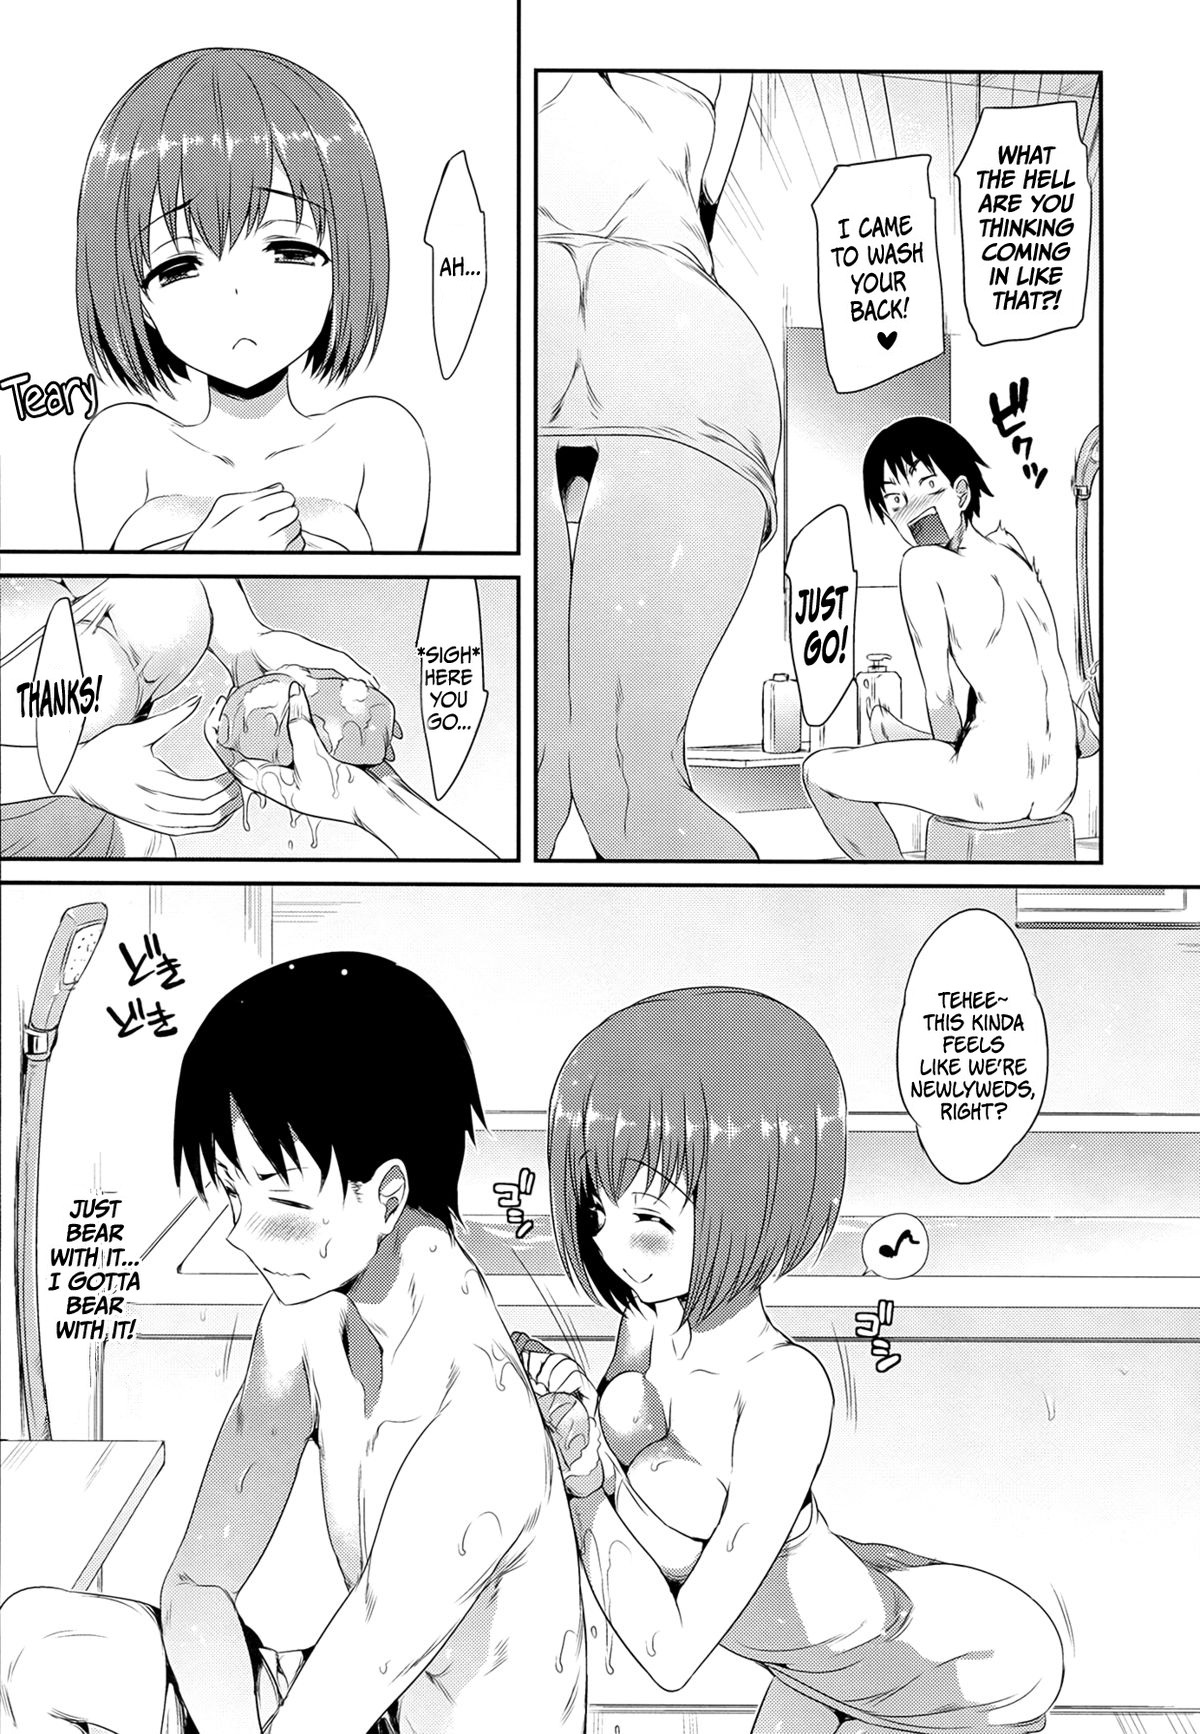 WHAT
THE HELL
ARE YOU
THINKING
COMING
IN LIKE
THAT?!
I CAME
TO WASH
YOUR
BACK!
♥
ビクッ
JUST
GO!
AH...
Teary
*SIGH*
HERE
YOU
GO...
THANKS!
TEHEE~
THIS KINDA
FEELS
LIKE WE'RE
NEWLYWEDS,
RIGHT?
♪
ゴシ
ゴシ
どき
どき
JUST
BEAR
WITH IT...
I GOTTA
BEAR
WITH IT!